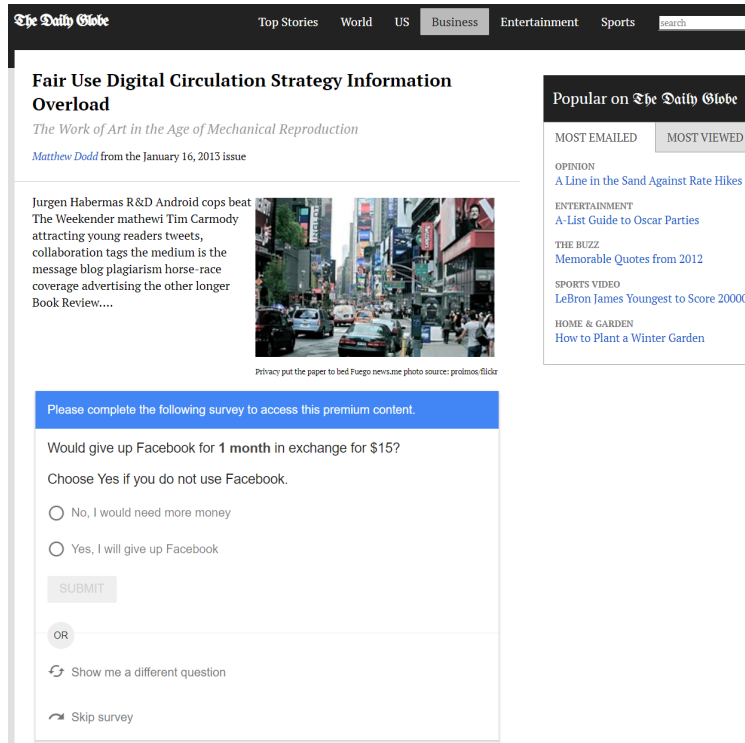 The Daily Globe
Top Stories World US Business Entertainment Sports search
Fair Use Digital Circulation Strategy Information
Overload
The Work of Art in the Age of Mechanical Reproduction
Matthew Dodd from the January 16, 2013 issue
Jurgen Habermas R&D Android cops beat
The Weekender mathewi Tim Carmody
attracting young readers tweets,
collaboration tags the medium is the
message blog plagiarism horse-race
coverage advertising the other longer
Book Review....
Privacy put the paper to bed Fuego news.me photo source: proimos/flickr
Please complete the following survey to access this premium content.
Would give up Facebook for 1 month in exchange for $15?
Choose Yes if you do not use Facebook.
No, I would need more money
Yes, I will give up Facebook
SUBMIT
OR
Show me a different question
Skip survey
Popular on The Daily Globe
MOST EMAILED MOST VIEWED
OPINION
A Line in the Sand Against Rate Hikes
ENTERTAINMENT
A-List Guide to Oscar Parties
THE BUZZ
Memorable Quotes from 2012
SPORTS VIDEO
LeBron James Youngest to Score 20000
HOME & GARDEN
How to Plant a Winter Garden